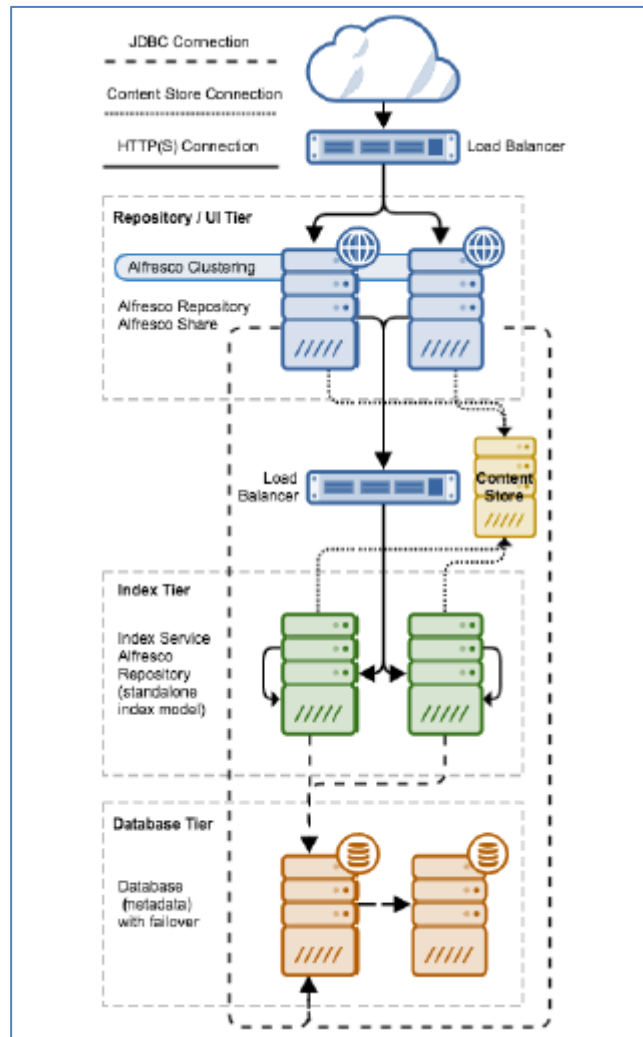 JDBC Connection
Content Store Connection
HTTP(S) Connection
Load Balancer
Repository / UI Tier
Alfresco Clustering
Alfresco Repository
Alfresco Share
Load
Balancer
Content
Store
Index Tier
Index Service
Alfresco
Repository
(standalone
index model)
Database Tier
Database
(metadata)
with failover